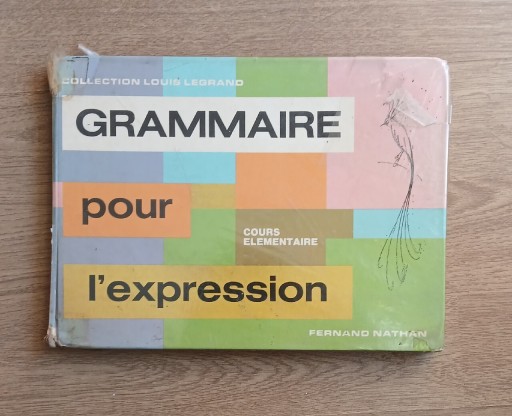 COLLECTION LOUIS LEGRAND
GRAMMAIRE
pour
COURS
ELEMENTAIRE
l'expression
FERNAND NATHAN